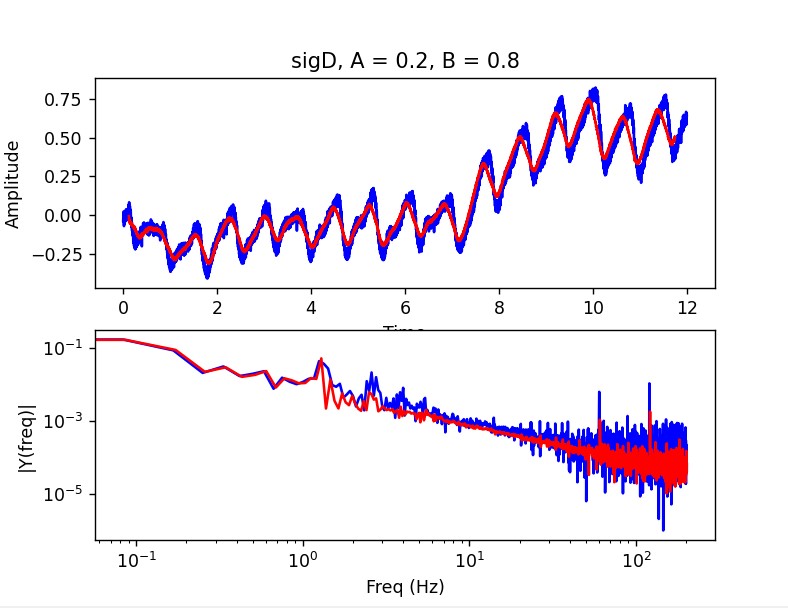 sigD, A = 0.2, B = 0.8
Amplitude
0.75
0.50
0.25
0.00
−0.25
0 2 4 6 8 10 12
|Y(freq)|
10⁻¹
10⁻³
10⁻⁵
10⁻¹ 10⁰ 10¹ 10²
Freq (Hz)